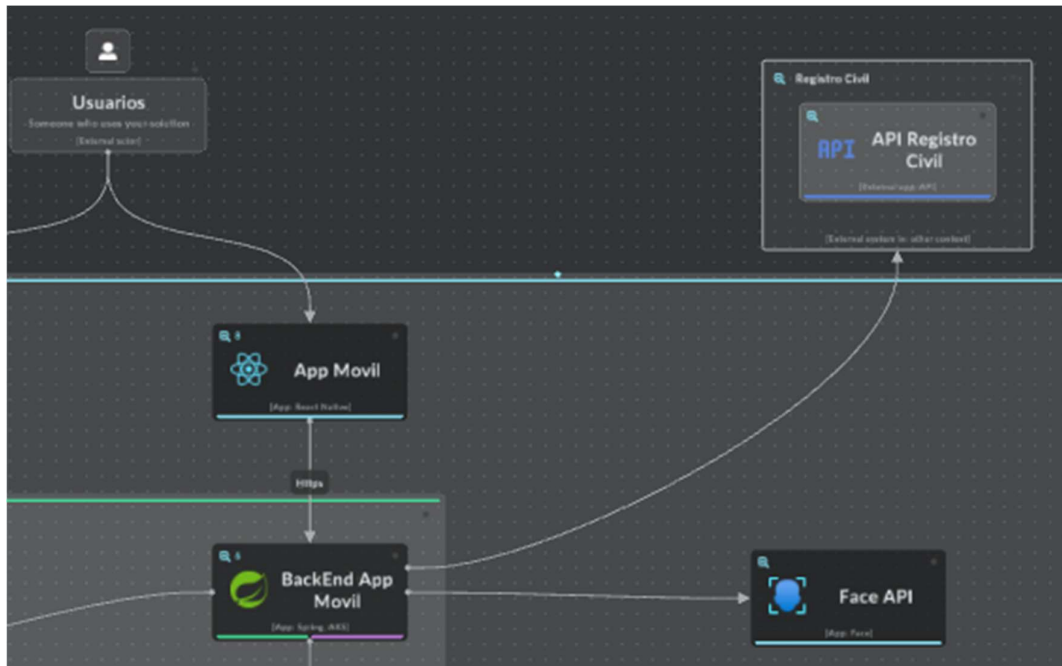 Usuarios
Someone who uses your solution
[External actor]
Registro Civil
API
API Registro
Civil
[External app: API]
[External system in: other context]
8
App Movil
[App: React Native]
Https
6
BackEnd App
Movil
[App: Spring, AKS]
Face API
[App: Face]